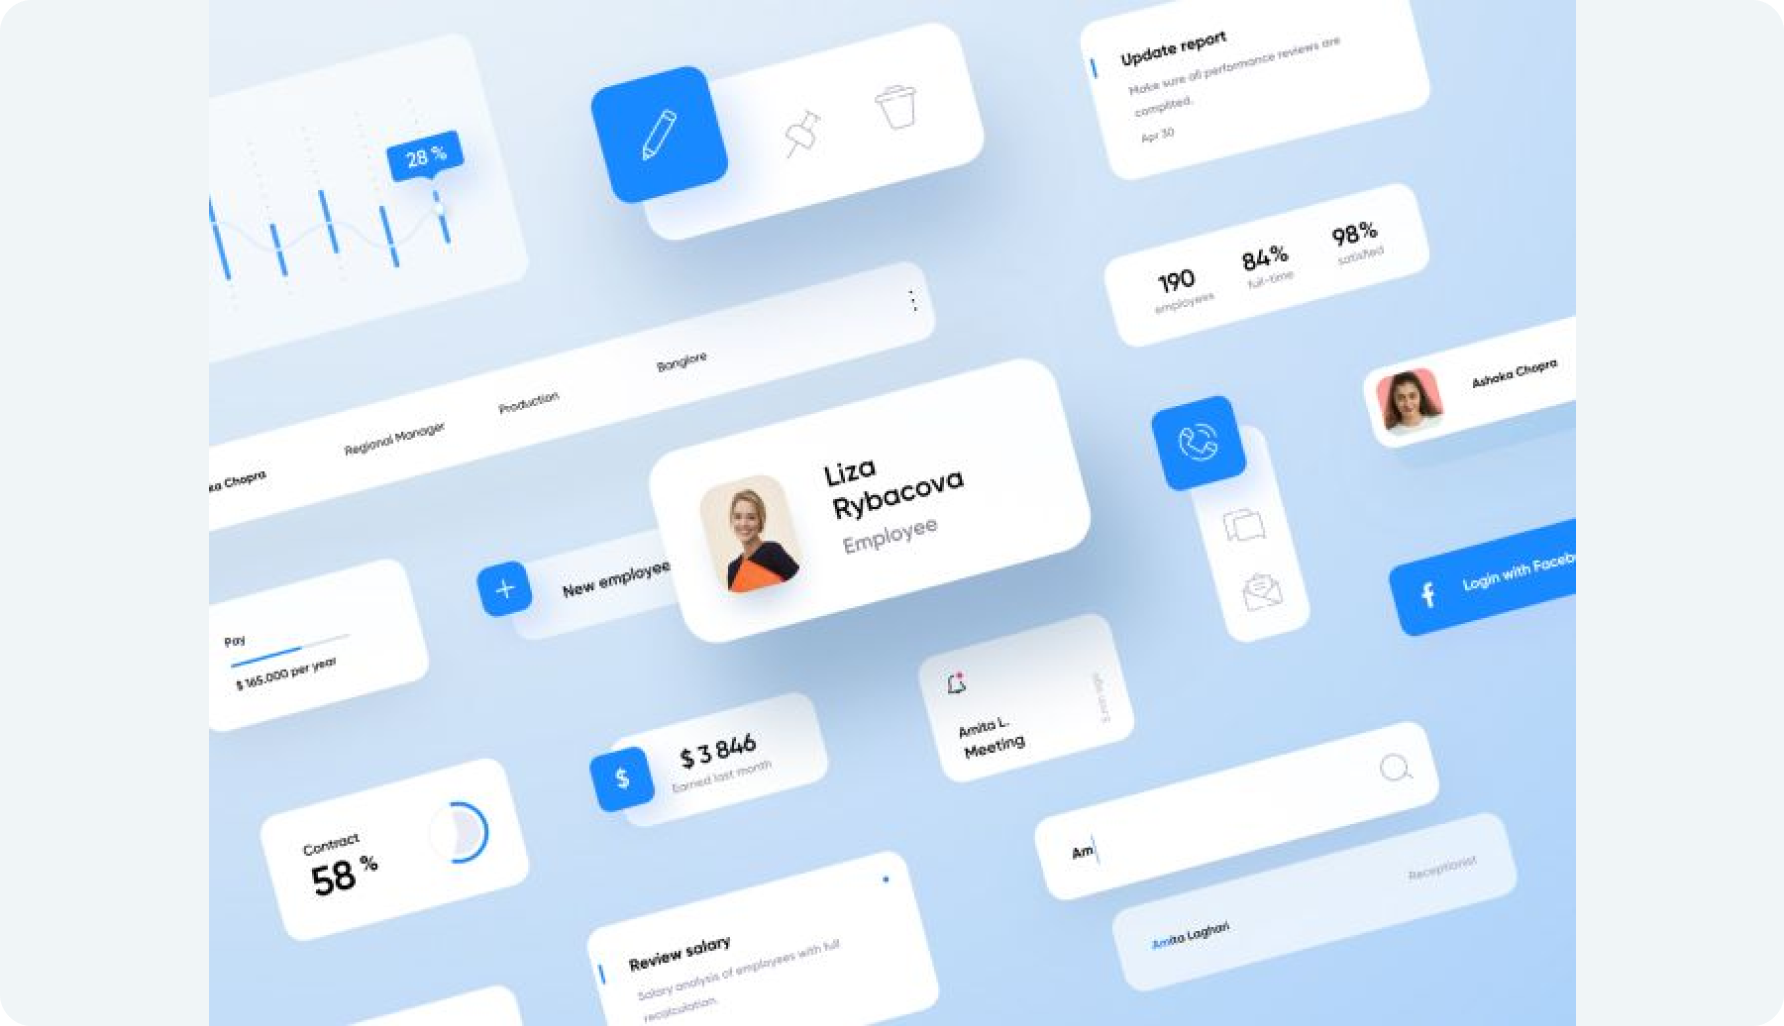 Update report
Make sure all performance reviews are
complited.
Apr 30
28 %
190
employees
84%
full-time
98%
satisfied
Banglore
Production
Regional Manager
ka Chopra
Ashaka Chopra
Liza
Rybacova
Employee
New employee
Login with Faceb
f
Pay
$ 165.000 per year
Amita L.
Meeting
$
$ 3 846
Earned last month
Contract
58 %
Am
Receptionist
Amita Laghari
Review salary
Salary analysis of employees with full
recalculation.